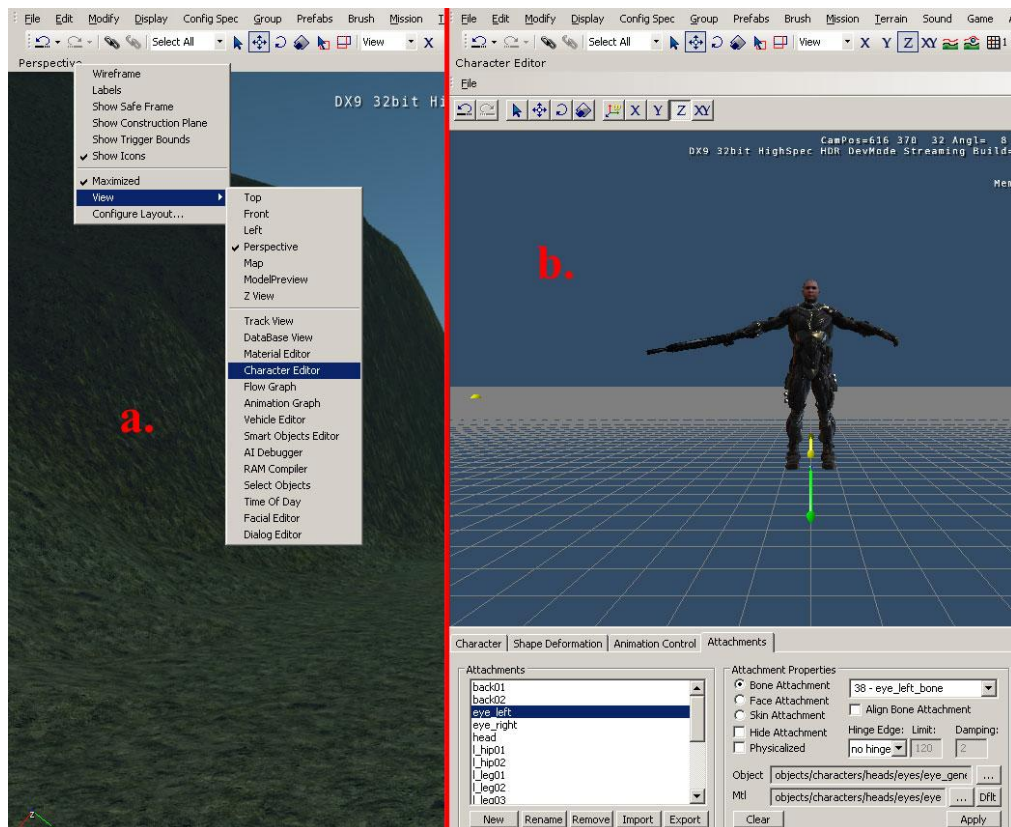 File Edit Modify Display Config Spec Group Prefabs Brush Mission
Select All View X
Perspective
Wireframe
Labels
Show Safe Frame
Show Construction Plane
Show Trigger Bounds
Show Icons
Maximized
View
Configure Layout...
DX9 32bit Hi
Top
Front
Left
Perspective
Map
ModelPreview
Z View
Track View
DataBase View
Material Editor
Character Editor
Flow Graph
Animation Graph
Vehicle Editor
Smart Objects Editor
AI Debugger
RAM Compiler
Select Objects
Time Of Day
Facial Editor
Dialog Editor
a.
z
File Edit Modify Display Config Spec Group Prefabs Brush Mission Terrain Sound Game
Select All View X Y Z XY 1
Character Editor
File
X Y Z XY
CamPos=616 370 32 Angl= 8
DX9 32bit HighSpec HDR DevMode Streaming Build=
Mem
b.
Character Shape Deformation Animation Control Attachments
Attachments
back01
back02
eye_left
eye_right
head
l_hip01
l_hip02
l_leg01
l_leg02
l_leg03
New Rename Remove Import Export
Attachment Properties
Bone Attachment 38 - eye_left_bone
Face Attachment
Skin Attachment Align Bone Attachment
Hide Attachment Hinge Edge: Limit: Damping:
Physicalized no hinge 120 2
Object objects/characters/heads/eyes/eye_gene ...
Mtl objects/characters/heads/eyes/eye ... Dflt
Clear Apply